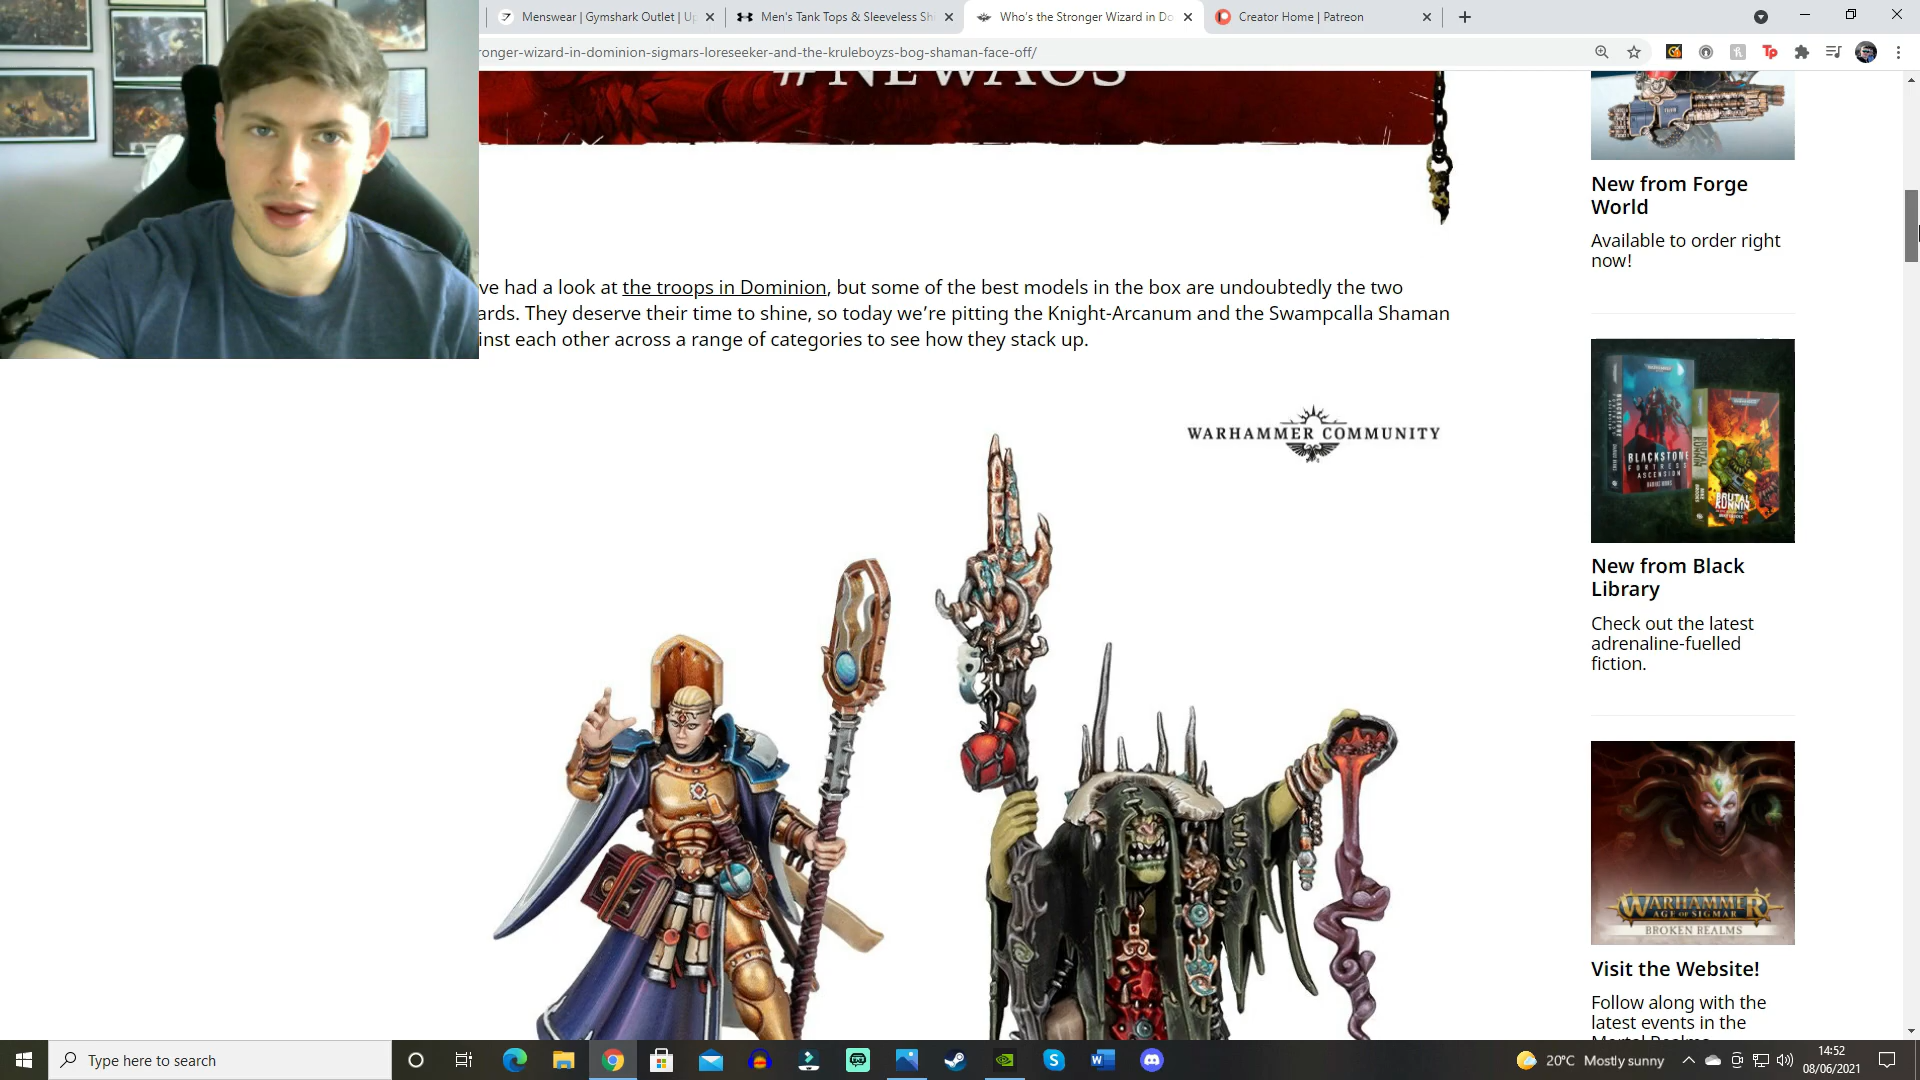 Menswear | Gymshark Outlet | U
Men's Tank Tops & Sleeveless Sh
Who's the Stronger Wizard in Do
Creator Home | Patreon
ronger-wizard-in-dominion-sigmars-loreseeker-and-the-kruleboyzs-bog-shaman-face-off/
#NEWAOS
ve had a look at the troops in Dominion, but some of the best models in the box are undoubtedly the two
ards. They deserve their time to shine, so today we’re pitting the Knight-Arcanum and the Swampcalla Shaman
inst each other across a range of categories to see how they stack up.
WARHAMMER COMMUNITY
New from Forge
World
Available to order right
now!
BLACKSTONE
FORTRESS
ASCENSION
BRUTAL
KUNNIN
New from Black
Library
Check out the latest
adrenaline-fuelled
fiction.
WARHAMMER
AGE OF SIGMAR
BROKEN REALMS
Visit the Website!
Follow along with the
latest events in the
Mortal Realms
Type here to search
20°C Mostly sunny
14:52
08/06/2021